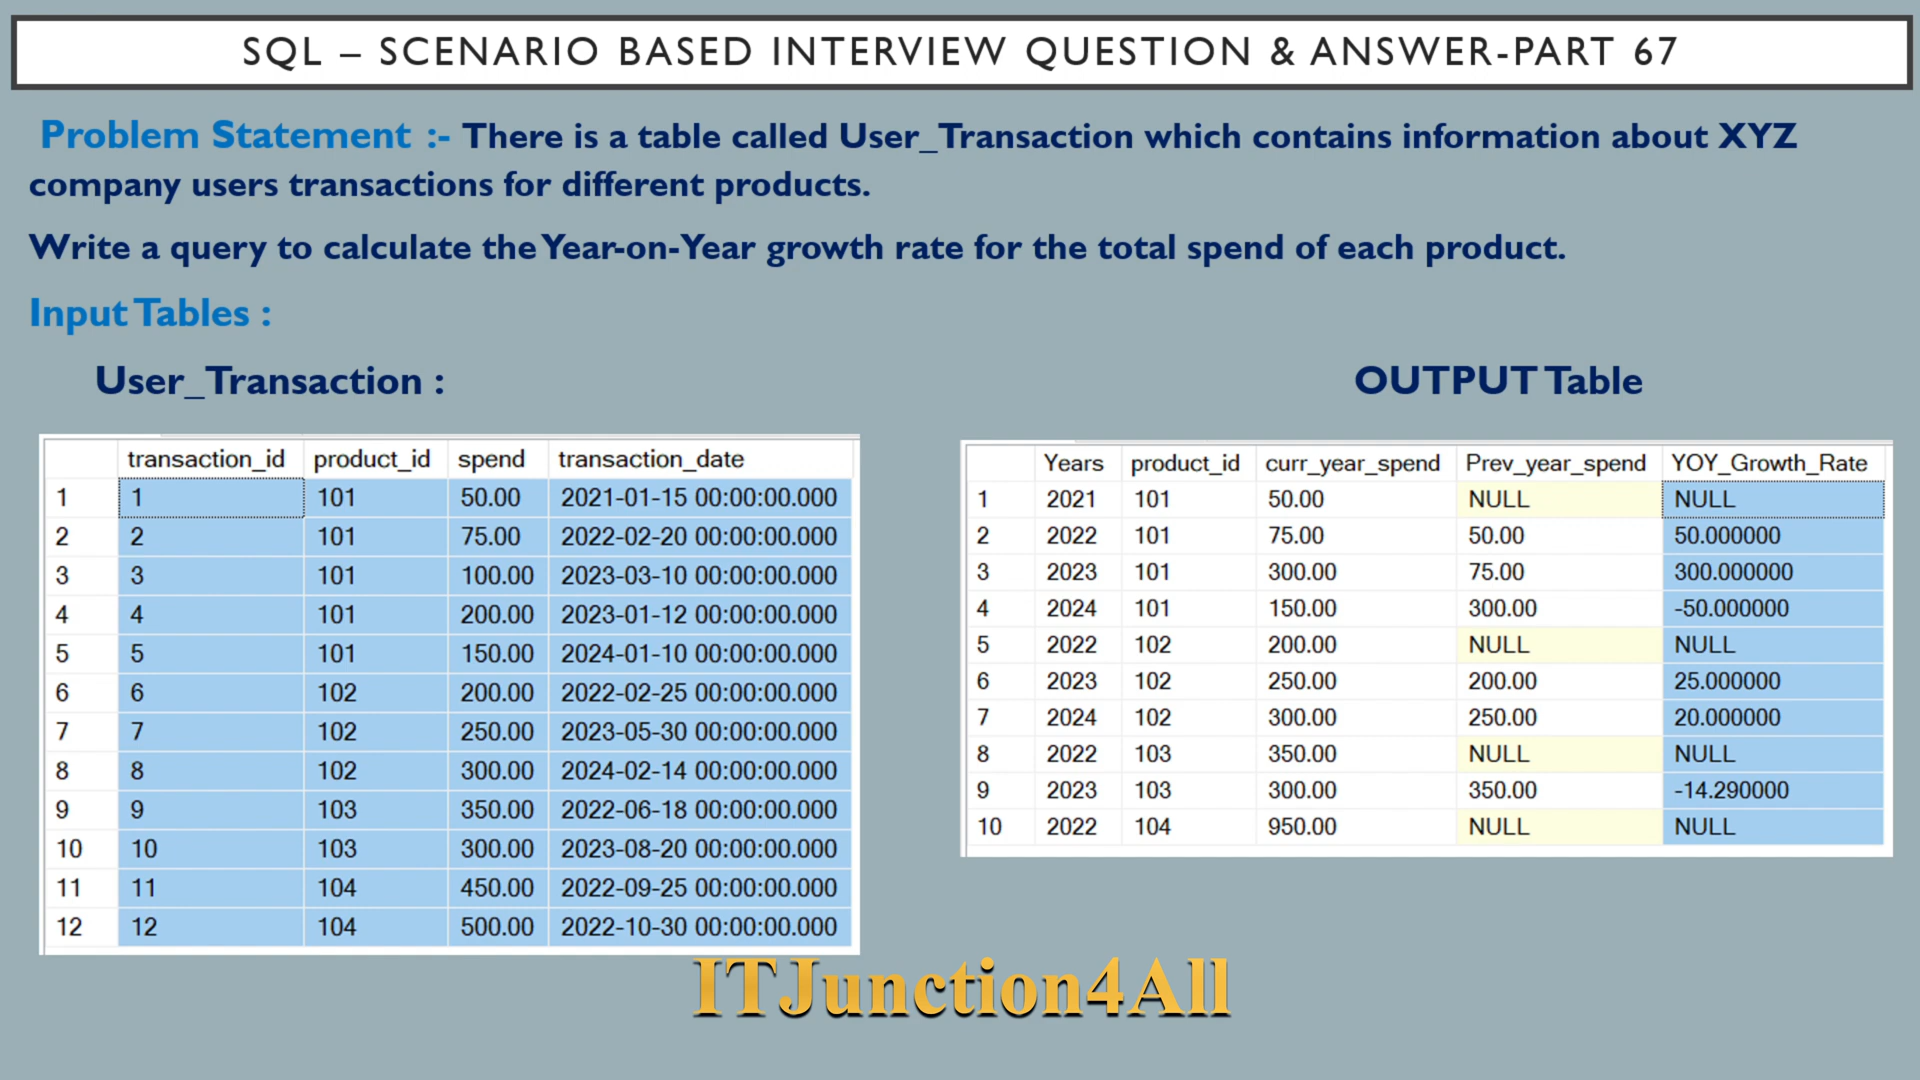 SQL – SCENARIO BASED INTERVIEW QUESTION & ANSWER-PART 67
Problem Statement :- There is a table called User_Transaction which contains information about XYZ
company users transactions for different products.
Write a query to calculate the Year-on-Year growth rate for the total spend of each product.
Input Tables :
User_Transaction :
transaction_id product_id spend transaction_date
1 1 101 50.00 2021-01-15 00:00:00.000
2 2 101 75.00 2022-02-20 00:00:00.000
3 3 101 100.00 2023-03-10 00:00:00.000
4 4 101 200.00 2023-01-12 00:00:00.000
5 5 101 150.00 2024-01-10 00:00:00.000
6 6 102 200.00 2022-02-25 00:00:00.000
7 7 102 250.00 2023-05-30 00:00:00.000
8 8 102 300.00 2024-02-14 00:00:00.000
9 9 103 350.00 2022-06-18 00:00:00.000
10 10 103 300.00 2023-08-20 00:00:00.000
11 11 104 450.00 2022-09-25 00:00:00.000
12 12 104 500.00 2022-10-30 00:00:00.000
OUTPUT Table
Years product_id curr_year_spend Prev_year_spend YOY_Growth_Rate
1 2021 101 50.00 NULL NULL
2 2022 101 75.00 50.00 50.000000
3 2023 101 300.00 75.00 300.000000
4 2024 101 150.00 300.00 -50.000000
5 2022 102 200.00 NULL NULL
6 2023 102 250.00 200.00 25.000000
7 2024 102 300.00 250.00 20.000000
8 2022 103 350.00 NULL NULL
9 2023 103 300.00 350.00 -14.290000
10 2022 104 950.00 NULL NULL
ITJunction4All